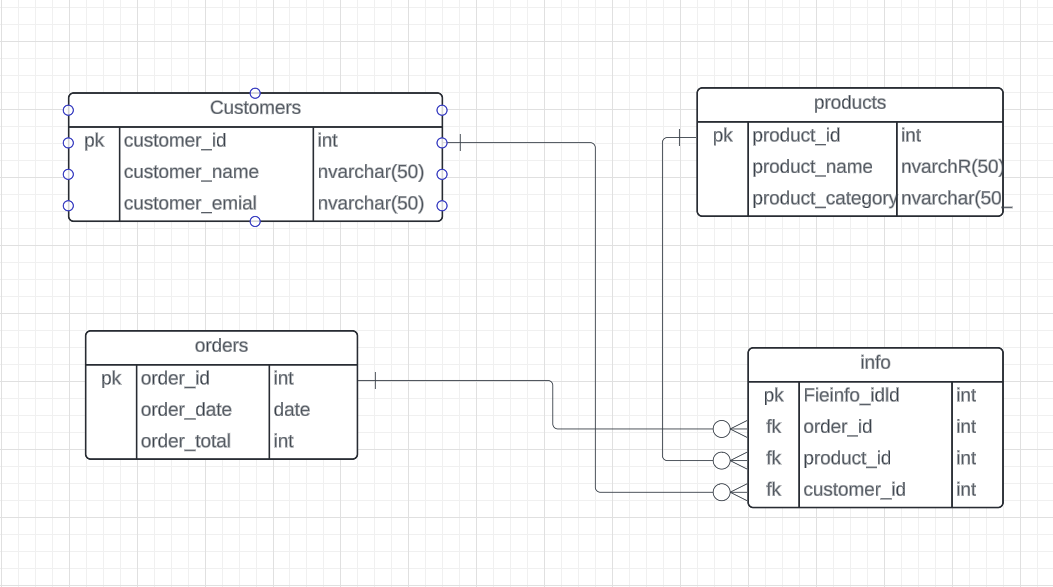 Customers
pk customer_id int
customer_name nvarchar(50)
customer_emial nvarchar(50)
products
pk product_id int
product_name nvarchR(50)
product_category nvarchar(50_
orders
pk order_id int
order_date date
order_total int
info
pk Fieinfo_idld int
fk order_id int
fk product_id int
fk customer_id int